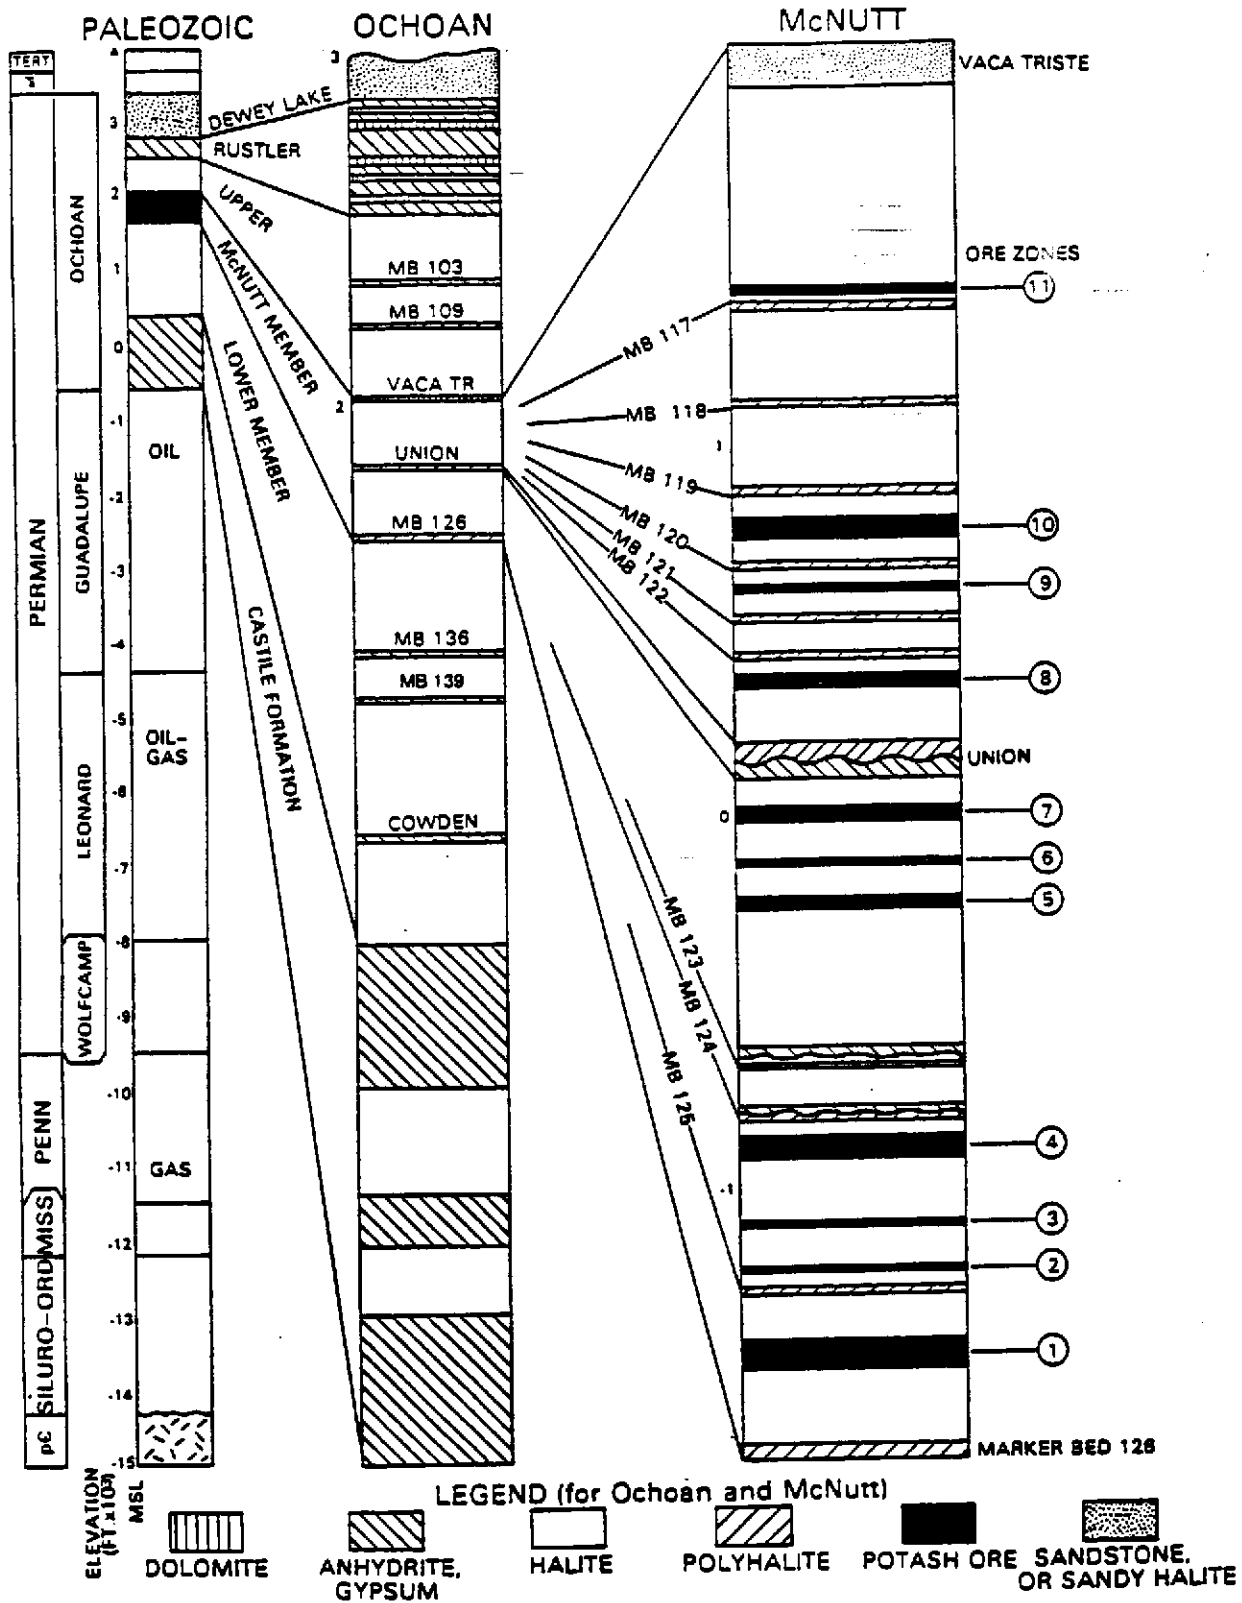 PALEOZOIC
OCHOAN
McNUTT
TERT
4
3
2
1
0
-1
-2
-3
-4
-5
-6
-7
-8
-9
-10
-11
-12
-13
-14
-15
PERMIAN
PENN
MISS
SILURO-ORD
p€
OCHOAN
GUADALUPE
LEONARD
WOLFCAMP
OIL
OIL-
GAS
GAS
ELEVATION
(FT. x10³)
MSL
DEWEY LAKE
RUSTLER
UPPER
McNUTT MEMBER
LOWER MEMBER
CASTILE FORMATION
3
2
MB 103
MB 109
VACA TR
UNION
MB 126
MB 136
MB 139
COWDEN
MB 117
MB 118
MB 119
MB 120
MB 121
MB 122
MB 123
MB 124
MB 125
1
0
-1
VACA TRISTE
ORE ZONES
11
10
9
8
UNION
7
6
5
4
3
2
1
MARKER BED 126
LEGEND (for Ochoan and McNutt)
DOLOMITE
ANHYDRITE,
GYPSUM
HALITE
POLYHALITE
POTASH ORE
SANDSTONE,
OR SANDY HALITE